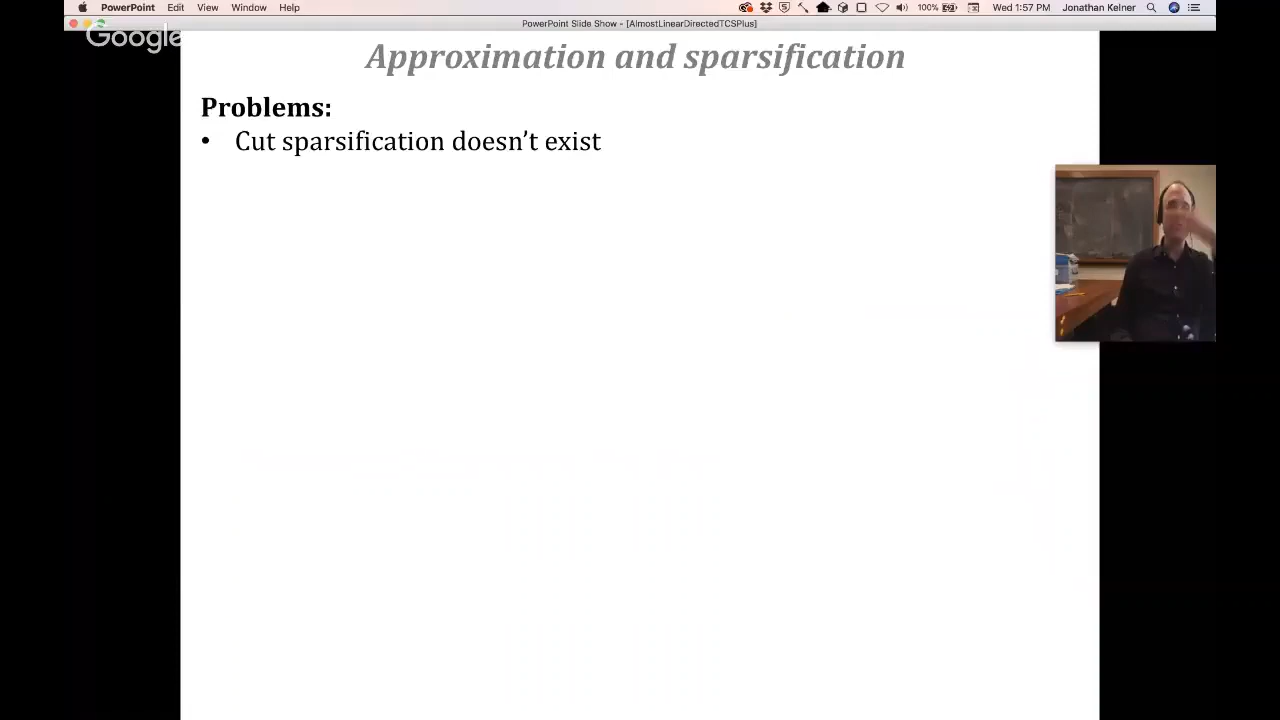 PowerPoint Edit View Window Help 100% Wed 1:57 PM Jonathan Kelner
PowerPoint Slide Show - [AlmostLinearDirectedTCSPlus]
Google
Approximation and sparsification
Problems:
• Cut sparsification doesn’t exist